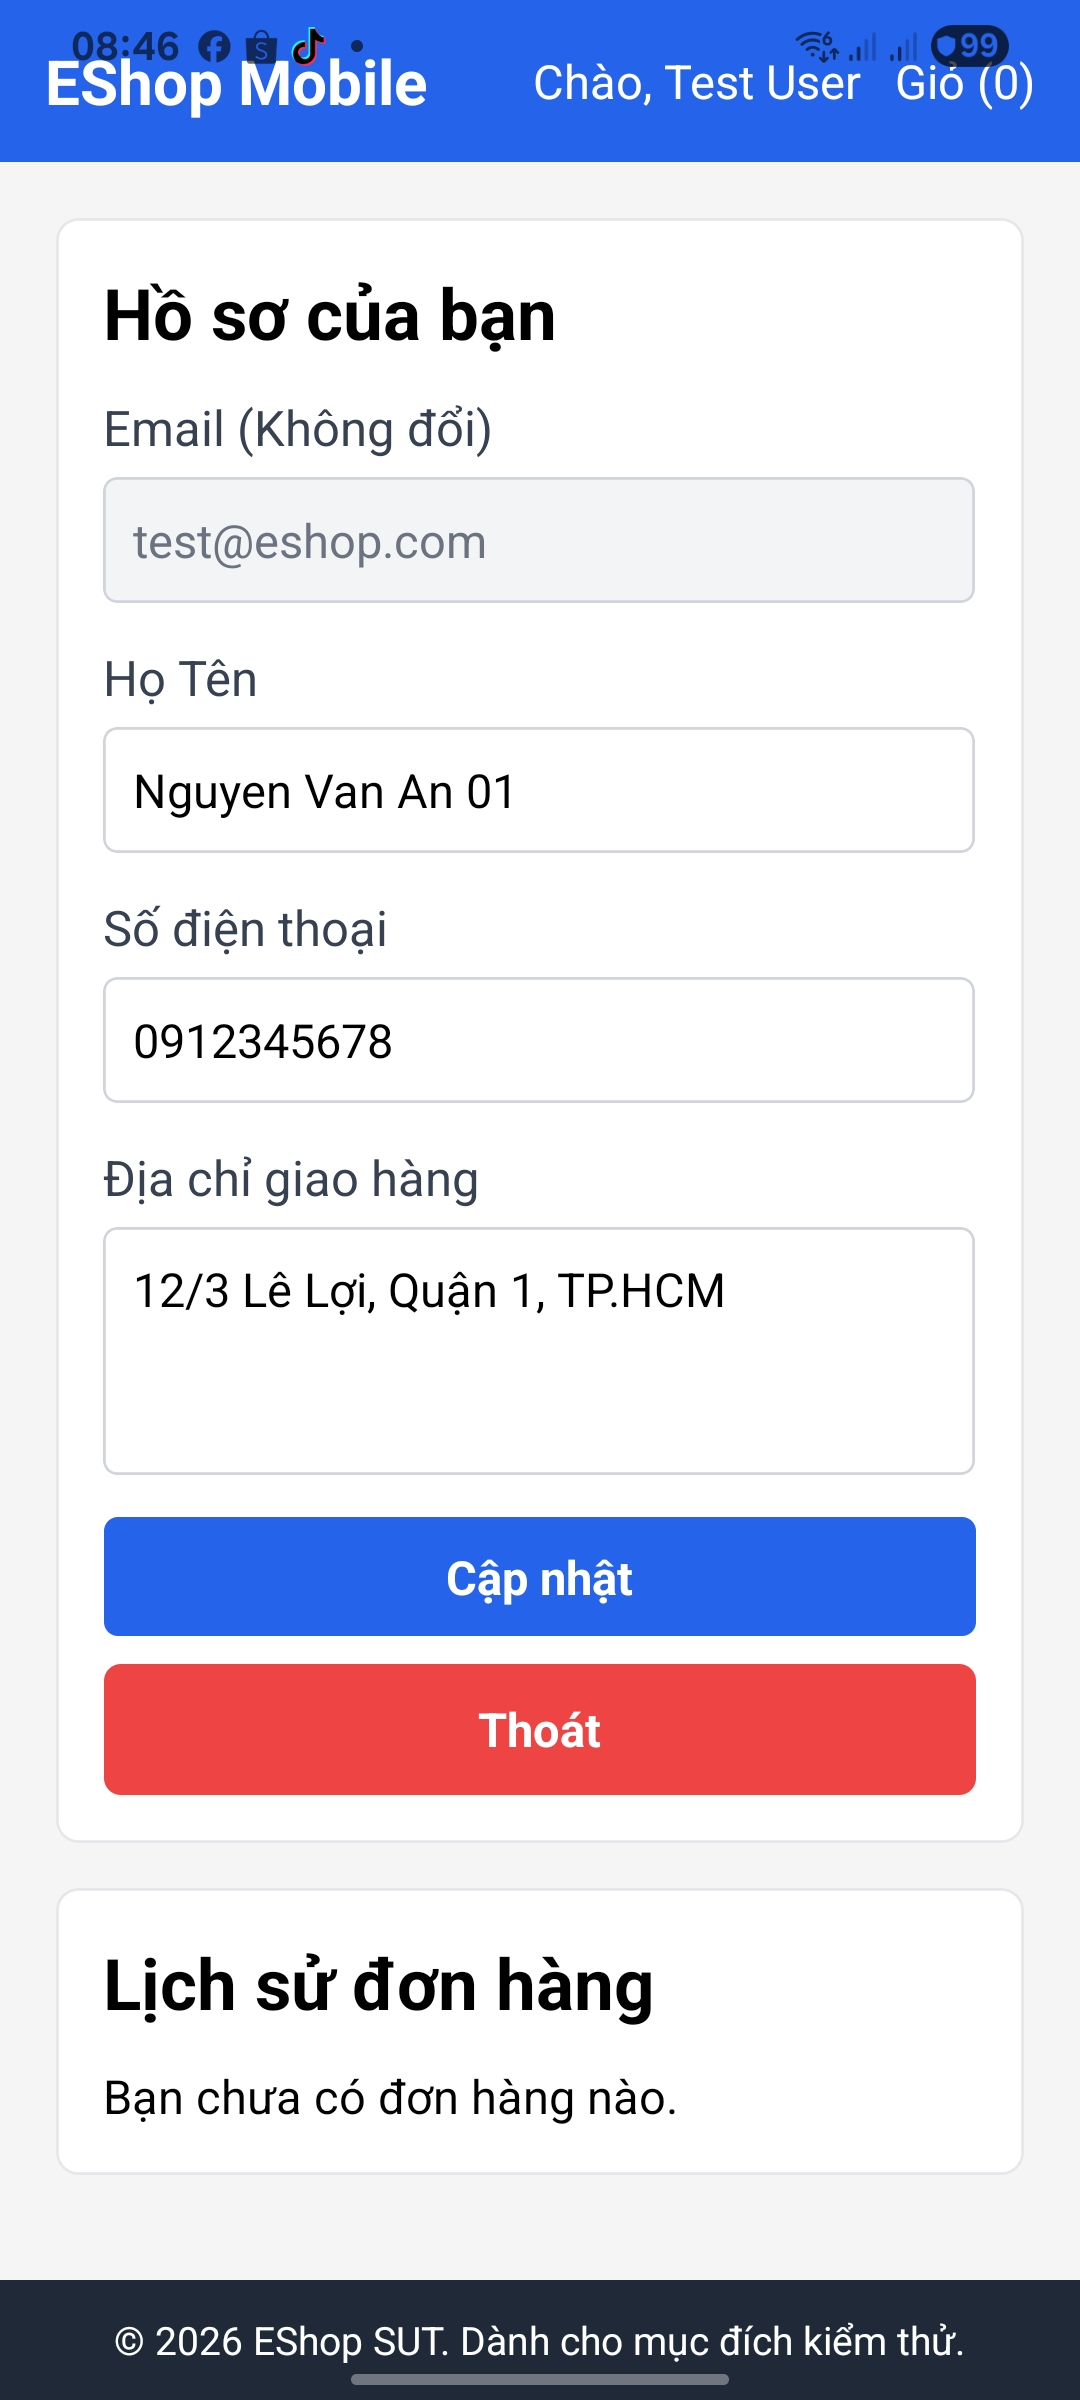 08:46
99
EShop Mobile
Chào, Test User Giỏ (0)
Hồ sơ của bạn
Email (Không đổi)
test@eshop.com
Họ Tên
Nguyen Van An 01
Số điện thoại
0912345678
Địa chỉ giao hàng
12/3 Lê Lợi, Quận 1, TP.HCM
Cập nhật
Thoát
Lịch sử đơn hàng
Bạn chưa có đơn hàng nào.
© 2026 EShop SUT. Dành cho mục đích kiểm thử.